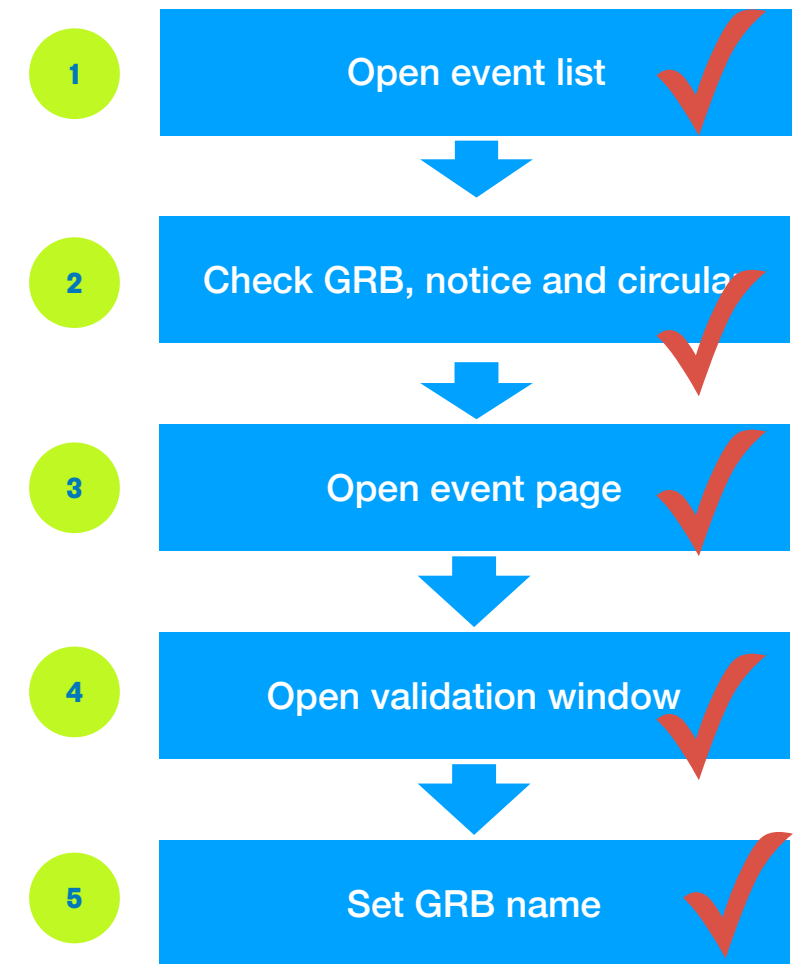 1
Open event list
2
Check GRB, notice and circular
3
Open event page
4
Open validation window
5
Set GRB name